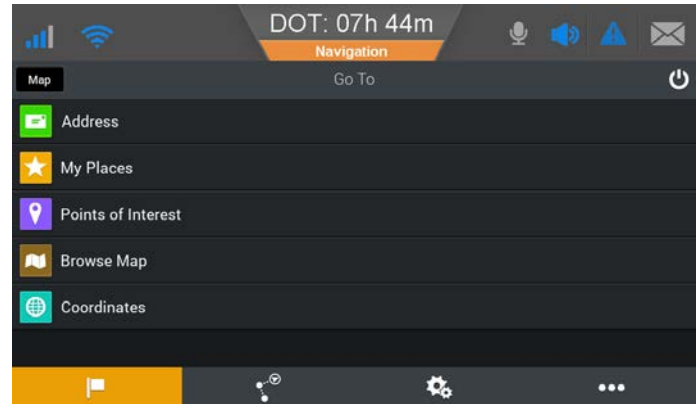 DOT: 07h 44m
Navigation
Map
Go To
Address
My Places
Points of Interest
Browse Map
Coordinates